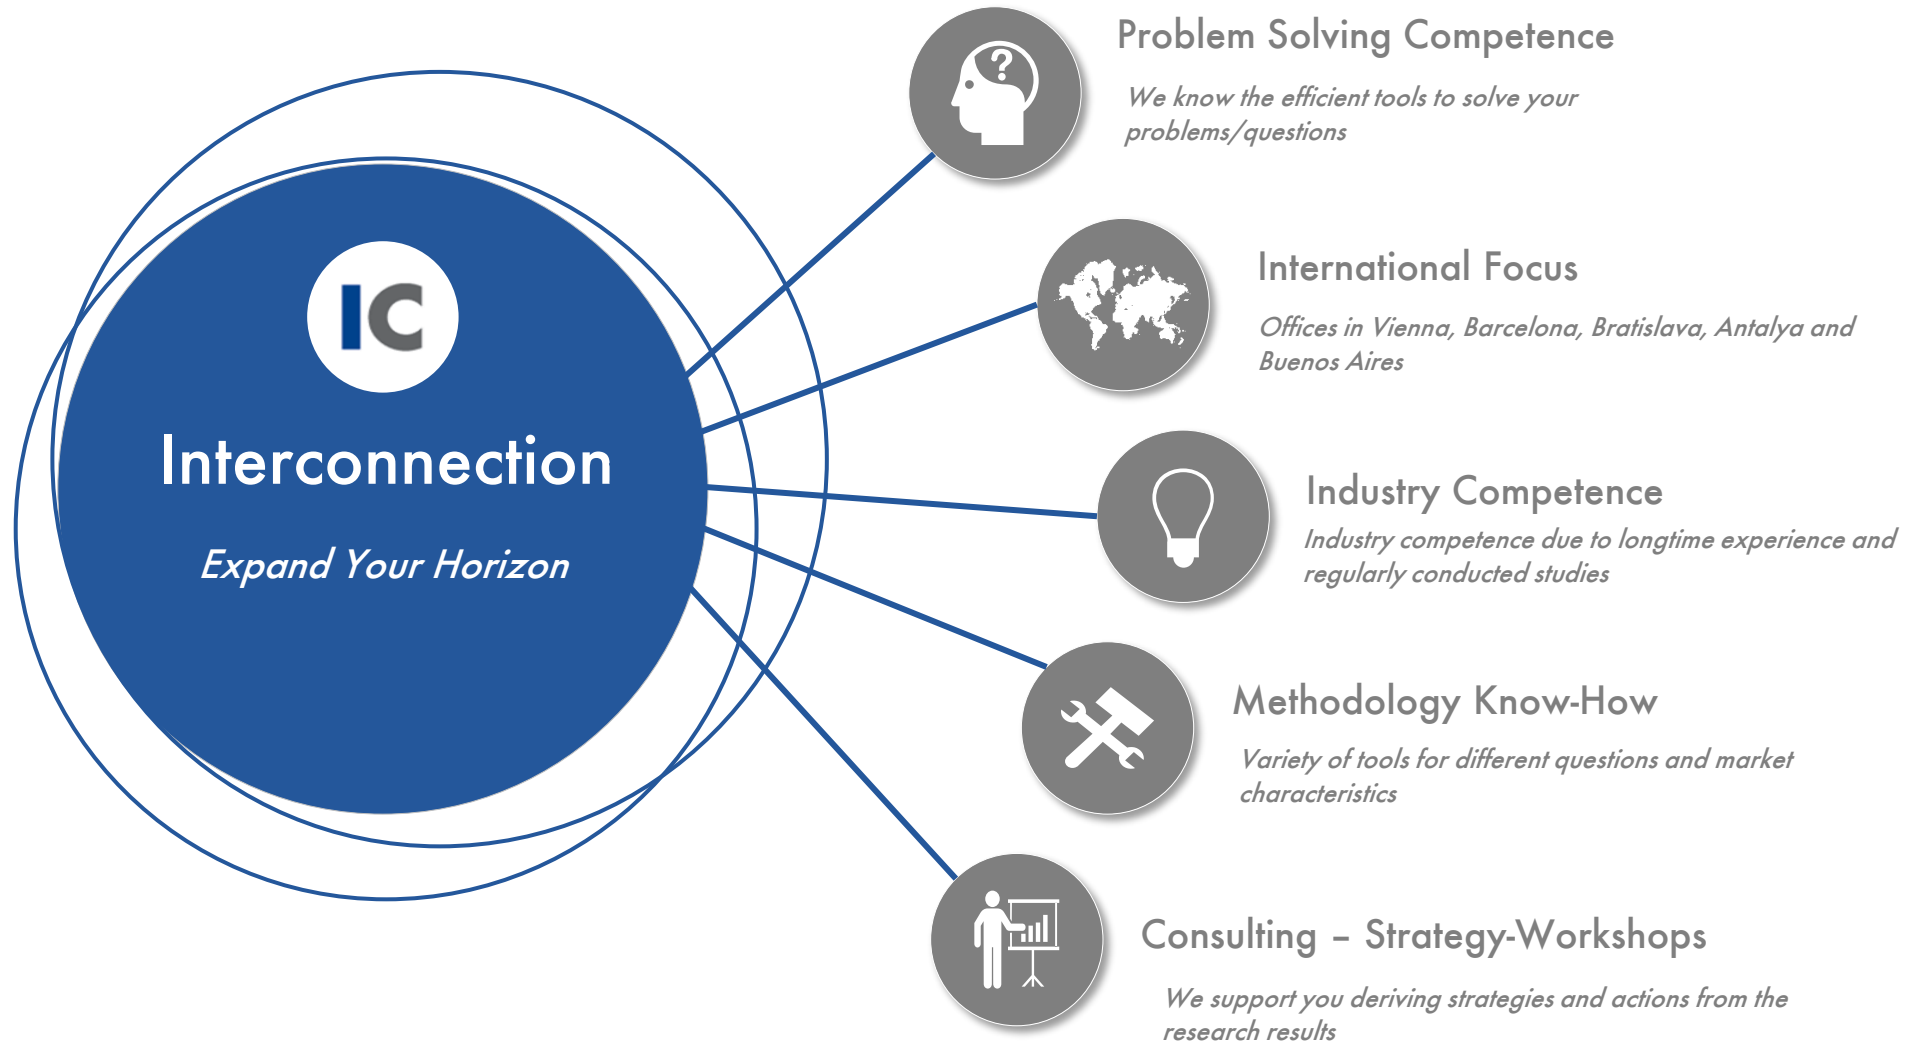 Problem Solving Competence
We know the efficient tools to solve your
problems/questions
International Focus
Offices in Vienna, Barcelona, Bratislava, Antalya and
Buenos Aires
IC
Interconnection
Expand Your Horizon
Industry Competence
Industry competence due to longtime experience and
regularly conducted studies
Methodology Know-How
Variety of tools for different questions and market
characteristics
Consulting – Strategy-Workshops
We support you deriving strategies and actions from the
research results
?